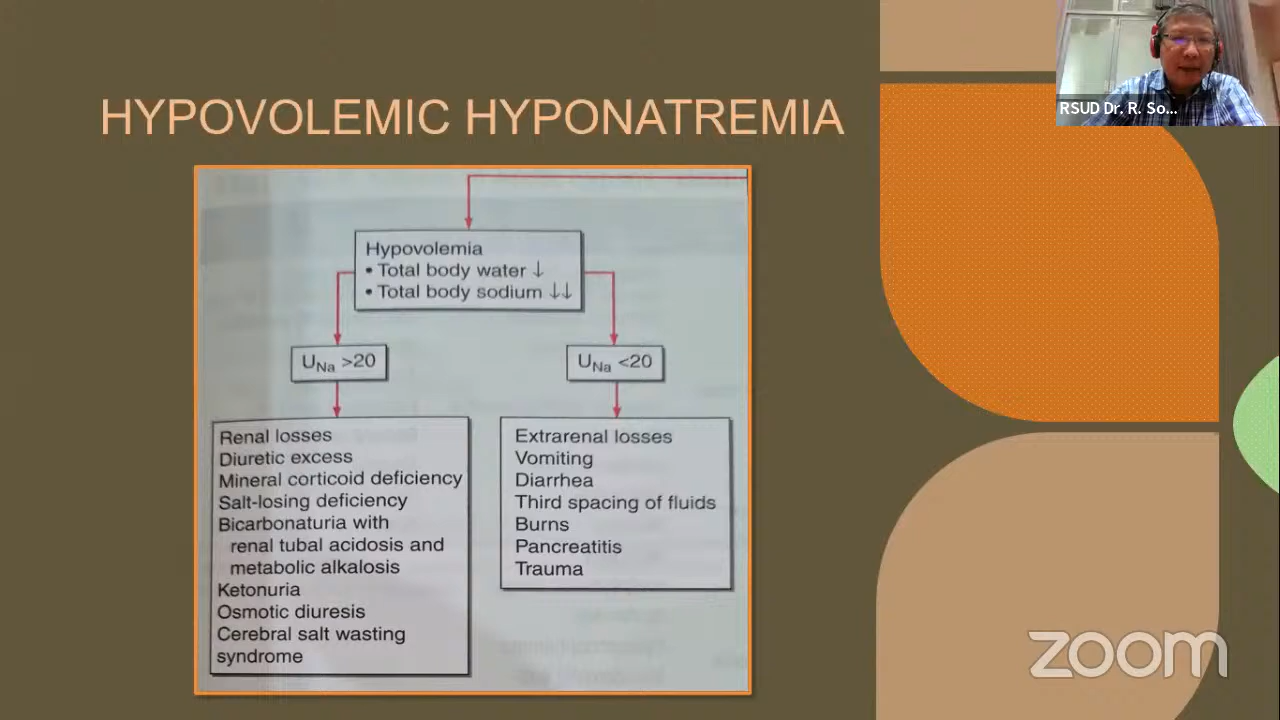 HYPOVOLEMIC HYPONATREMIA
RSUD Dr. R. So...
Hypovolemia
• Total body water ↓
• Total body sodium ↓↓
UNa >20
UNa <20
Renal losses
Diuretic excess
Mineral corticoid deficiency
Salt-losing deficiency
Bicarbonaturia with
renal tubal acidosis and
metabolic alkalosis
Ketonuria
Osmotic diuresis
Cerebral salt wasting
syndrome
Extrarenal losses
Vomiting
Diarrhea
Third spacing of fluids
Burns
Pancreatitis
Trauma
zoom